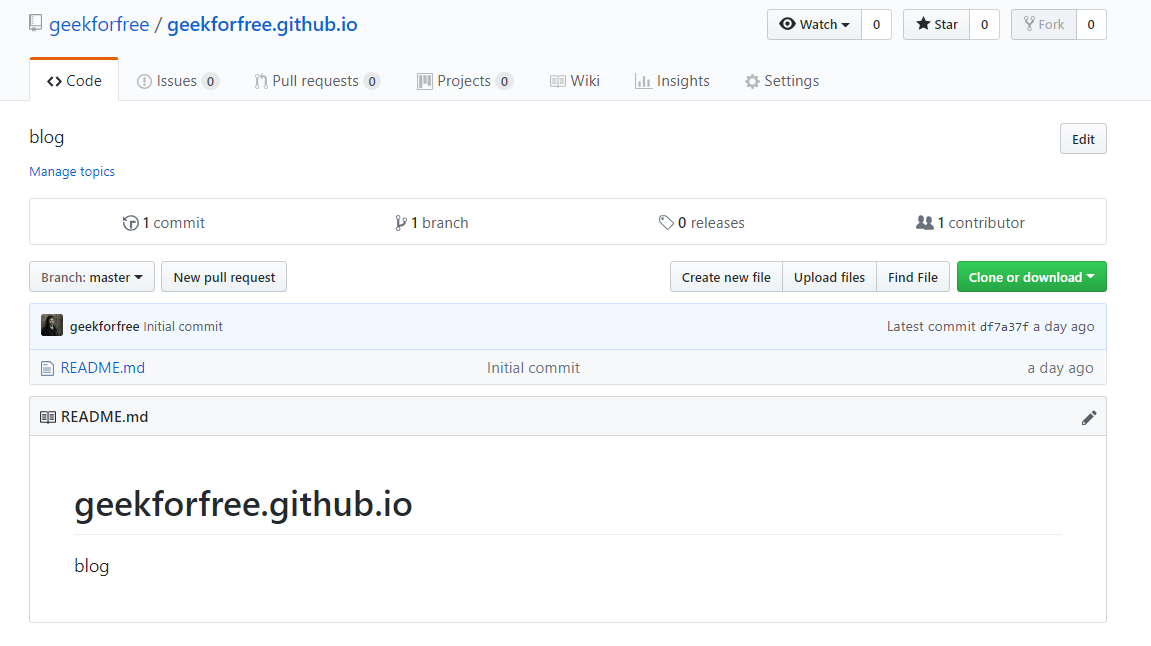 geekforfree / geekforfree.github.io Watch 0 Star 0 Fork 0
Code Issues 0 Pull requests 0 Projects 0 Wiki Insights Settings
blog Edit
Manage topics
1 commit 1 branch 0 releases 1 contributor
Branch: master New pull request Create new file Upload files Find File Clone or download
geekforfree Initial commit Latest commit df7a37f a day ago
README.md Initial commit a day ago
README.md
geekforfree.github.io
blog